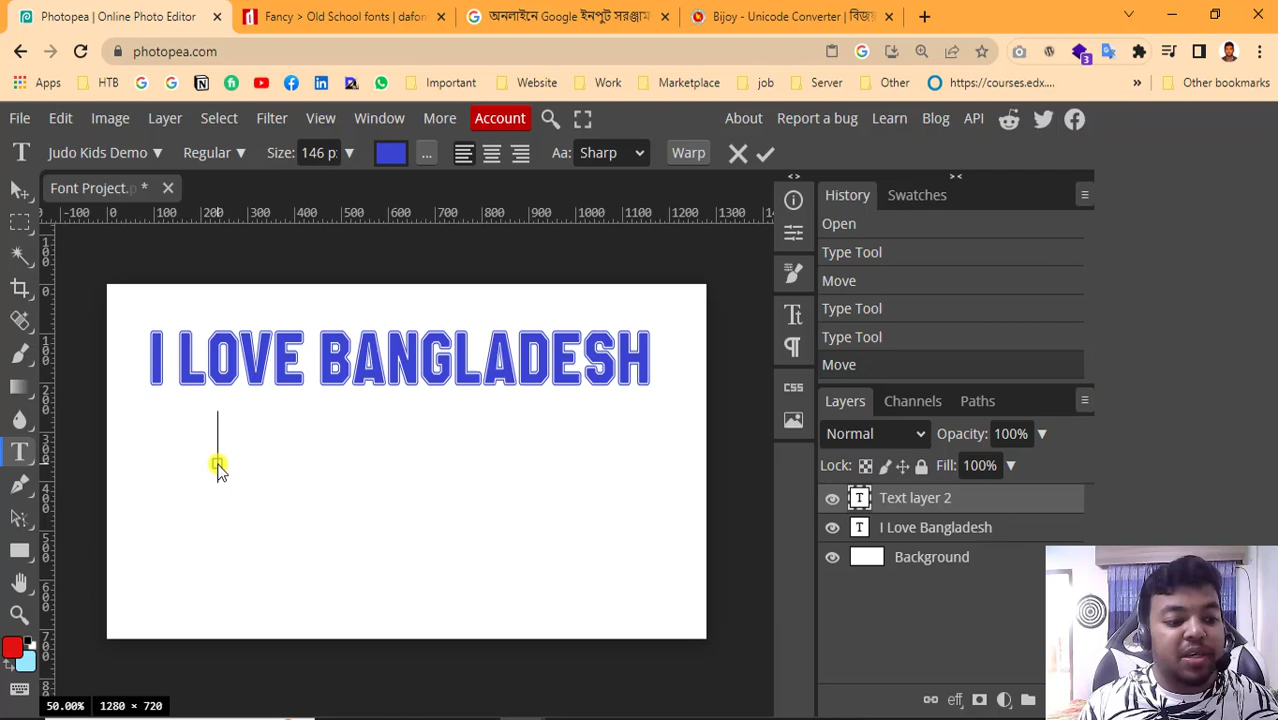 Photopea | Online Photo Editor
Fancy > Old School fonts | dafon
অনলাইনে Google ইনপুট সরঞ্জাম
Bijoy - Unicode Converter | বিজয়
photopea.com
3
Apps
HTB
Important
Website
Work
Marketplace
job
Server
Other
https://courses.edx....
Other bookmarks
File Edit Image Layer Select Filter View Window More Account
About Report a bug Learn Blog API
Judo Kids Demo
Regular
Size: 146 p
...
Aa: Sharp
Warp
Font Project.p *
-100 0 100 200 300 400 500 600 700 800 900 1000 1100 1200 14
History Swatches
Open
Type Tool
Move
Type Tool
Type Tool
Move
I LOVE BANGLADESH
CSS
Layers Channels Paths
Normal
Opacity: 100%
Lock:
Fill: 100%
Text layer 2
I Love Bangladesh
Background
eff
50.00% 1280 × 720